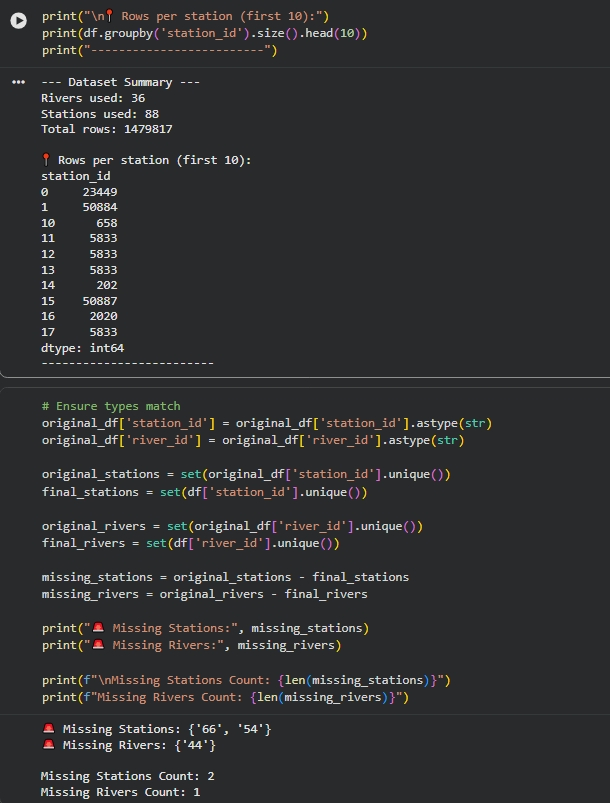 print("\n📍 Rows per station (first 10):")
print(df.groupby('station_id').size().head(10))
print("-------------------------")
--- Dataset Summary ---
Rivers used: 36
Stations used: 88
Total rows: 1479817
📍 Rows per station (first 10):
station_id
0     23449
1     50884
10      658
11     5833
12     5833
13     5833
14      202
15    50887
16     2020
17     5833
dtype: int64
-------------------------
# Ensure types match
original_df['station_id'] = original_df['station_id'].astype(str)
original_df['river_id'] = original_df['river_id'].astype(str)
original_stations = set(original_df['station_id'].unique())
final_stations = set(df['station_id'].unique())
original_rivers = set(original_df['river_id'].unique())
final_rivers = set(df['river_id'].unique())
missing_stations = original_stations - final_stations
missing_rivers = original_rivers - final_rivers
print("🚨 Missing Stations:", missing_stations)
print("🚨 Missing Rivers:", missing_rivers)
print(f"\nMissing Stations Count: {len(missing_stations)}")
print(f"Missing Rivers Count: {len(missing_rivers)}")
🚨 Missing Stations: {'66', '54'}
🚨 Missing Rivers: {'44'}
Missing Stations Count: 2
Missing Rivers Count: 1